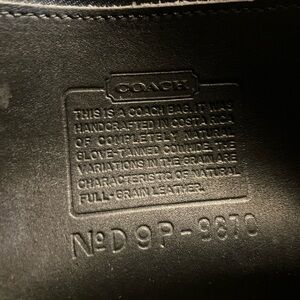 COACH
THIS IS A COACH BAG. IT WAS
HANDCRAFTED IN COSTA RICA
OF COMPLETELY NATURAL
GLOVE-TANNED COWHIDE. THE
VARIATIONS IN THE GRAIN ARE
CHARACTERISTIC OF NATURAL
FULL-GRAIN LEATHER.
NºD9P-9870